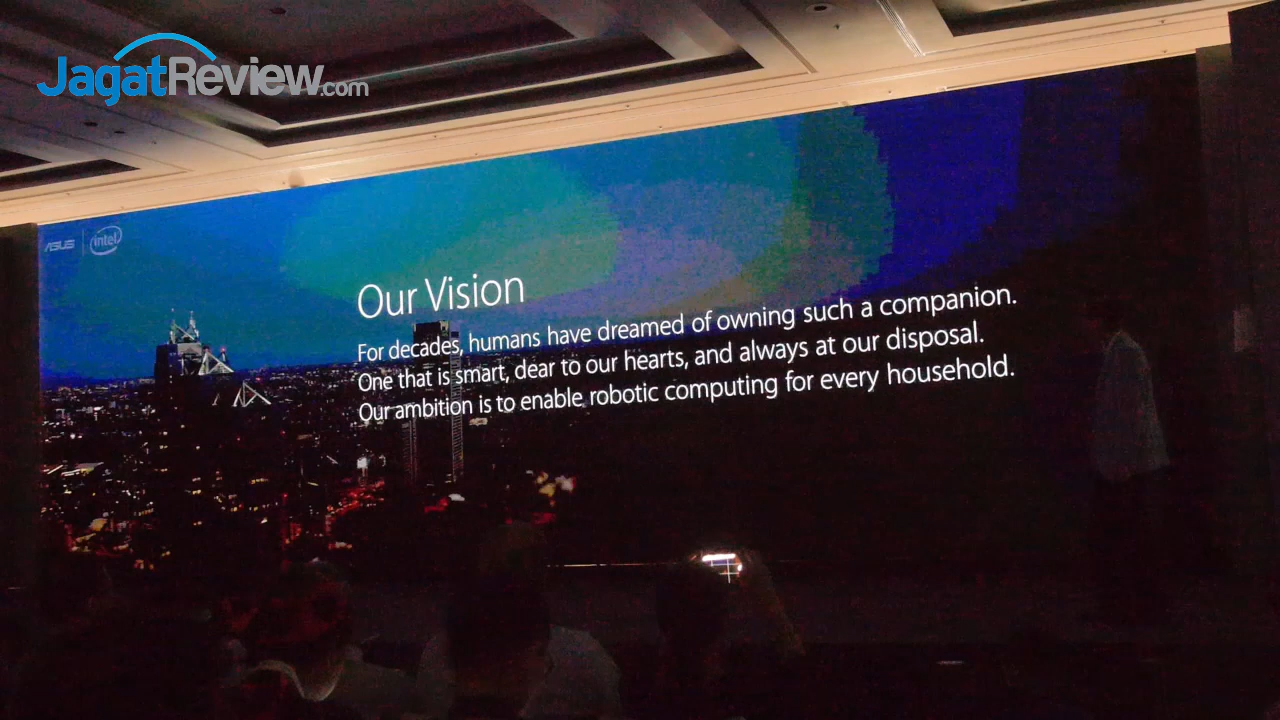 JagatReview.com
ASUS
intel
Our Vision
For decades, humans have dreamed of owning such a companion.
One that is smart, dear to our hearts, and always at our disposal.
Our ambition is to enable robotic computing for every household.